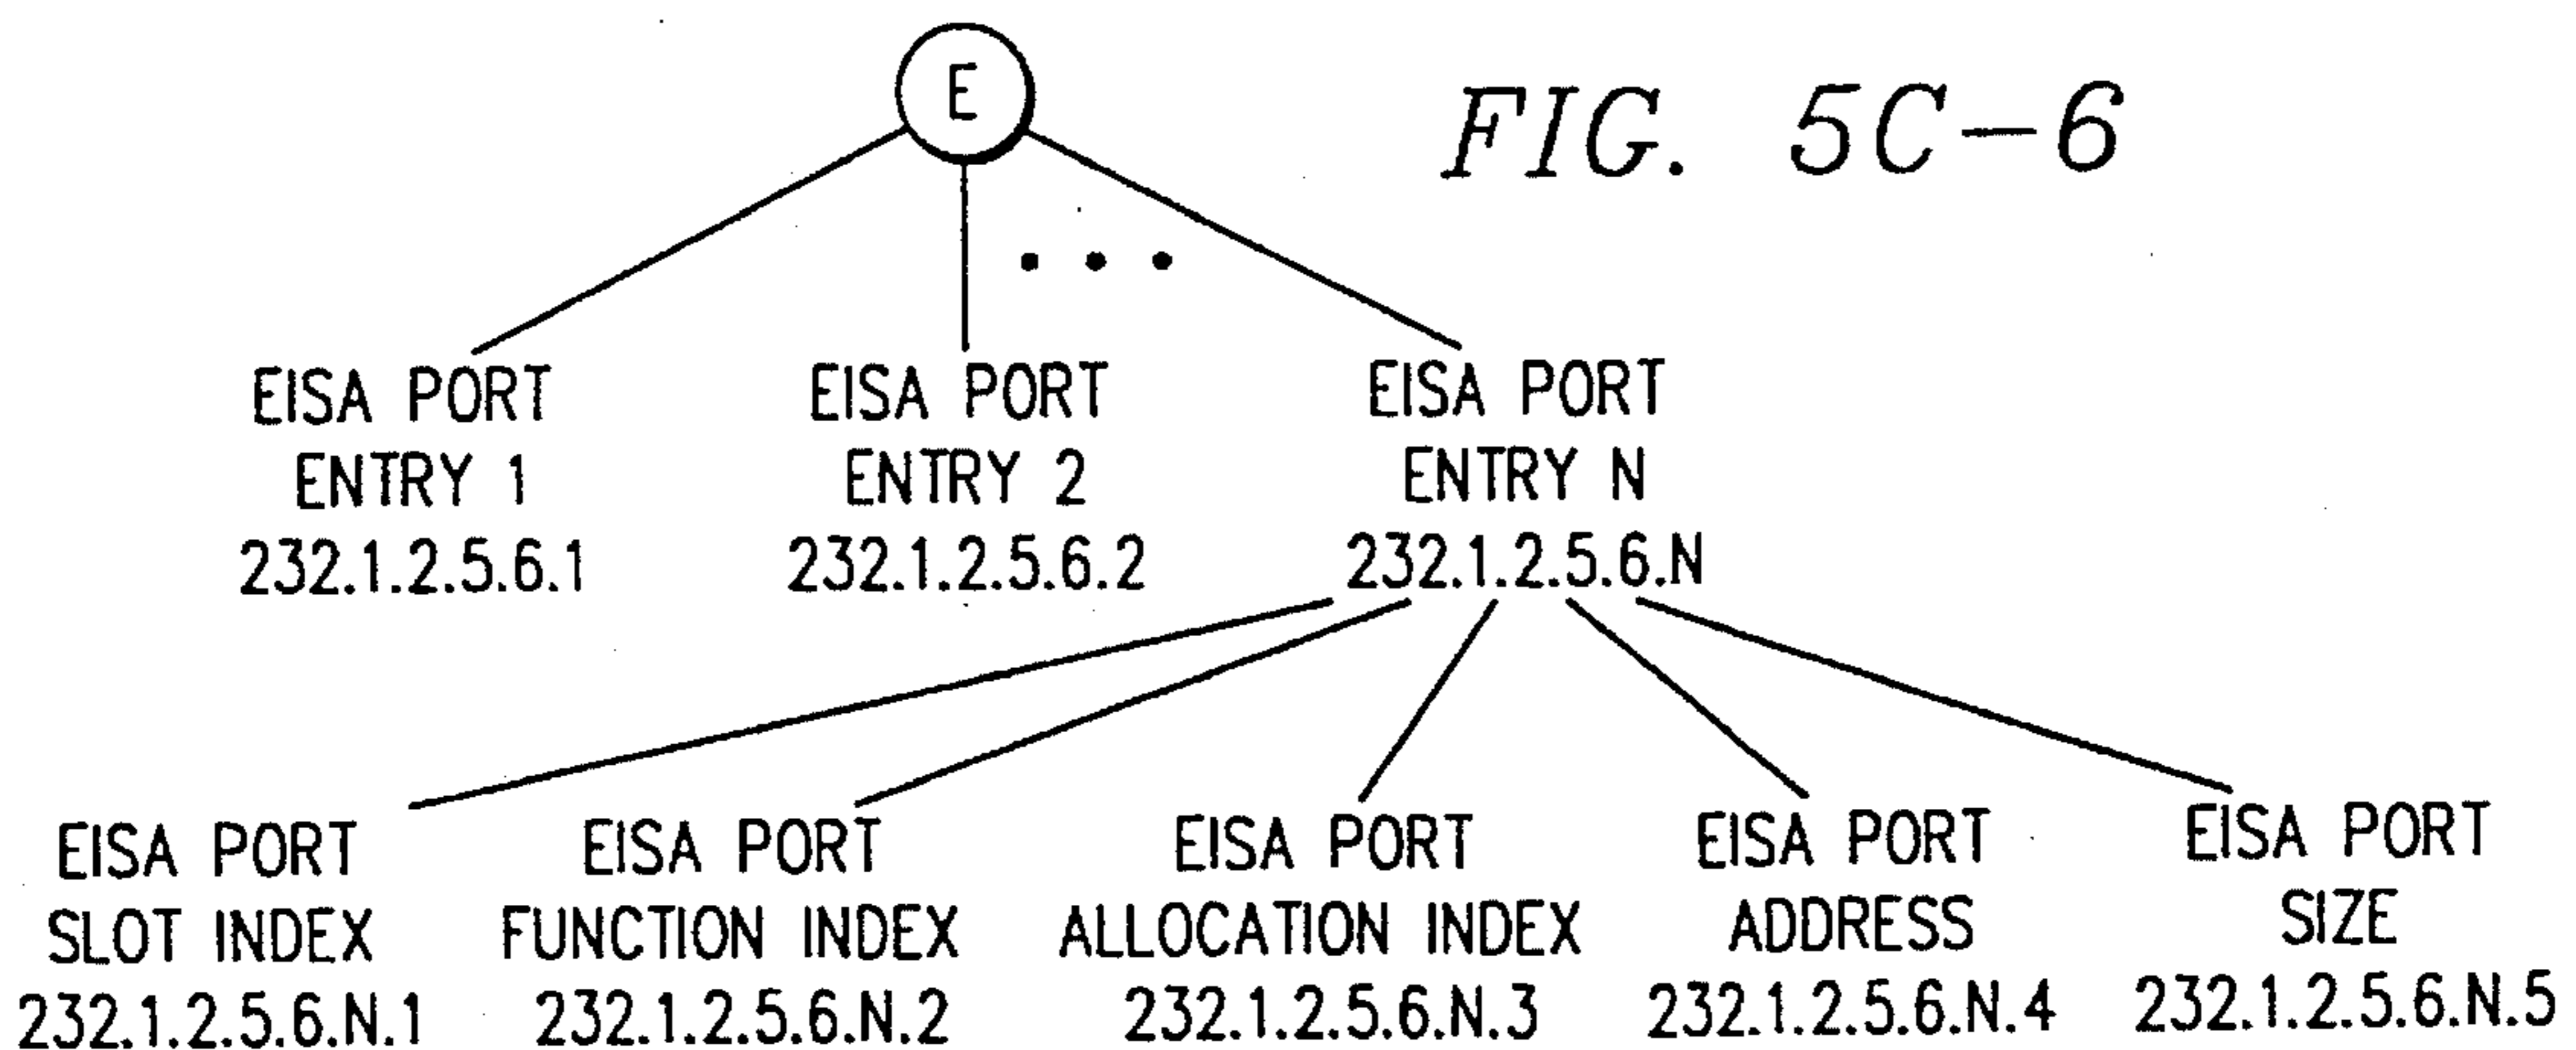 E
FIG. 5C-6
EISA PORT
ENTRY 1
232.1.2.5.6.1
EISA PORT
ENTRY 2
232.1.2.5.6.2
EISA PORT
ENTRY N
232.1.2.5.6.N
EISA PORT
SLOT INDEX
232.1.2.5.6.N.1
EISA PORT
FUNCTION INDEX
232.1.2.5.6.N.2
EISA PORT
ALLOCATION INDEX
232.1.2.5.6.N.3
EISA PORT
ADDRESS
232.1.2.5.6.N.4
EISA PORT
SIZE
232.1.2.5.6.N.5